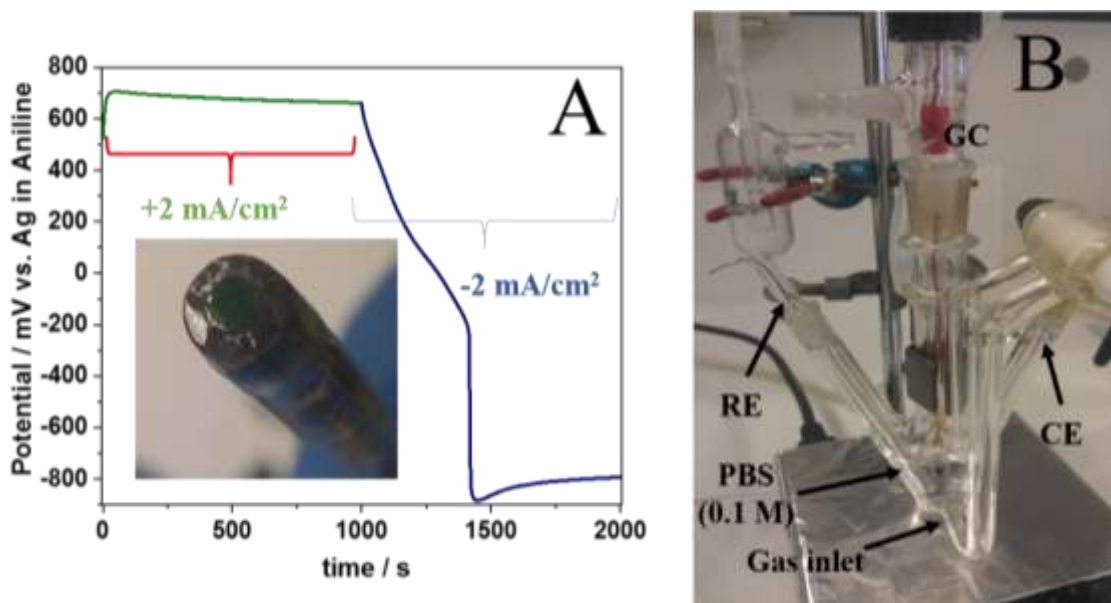 A
800
600
400
200
0
-200
-400
-600
-800
Potential / mV vs. Ag in Aniline
+2 mA/cm²
-2 mA/cm²
0
500
1000
1500
2000
time / s
B
GC
RE
CE
PBS
(0.1 M)
Gas inlet